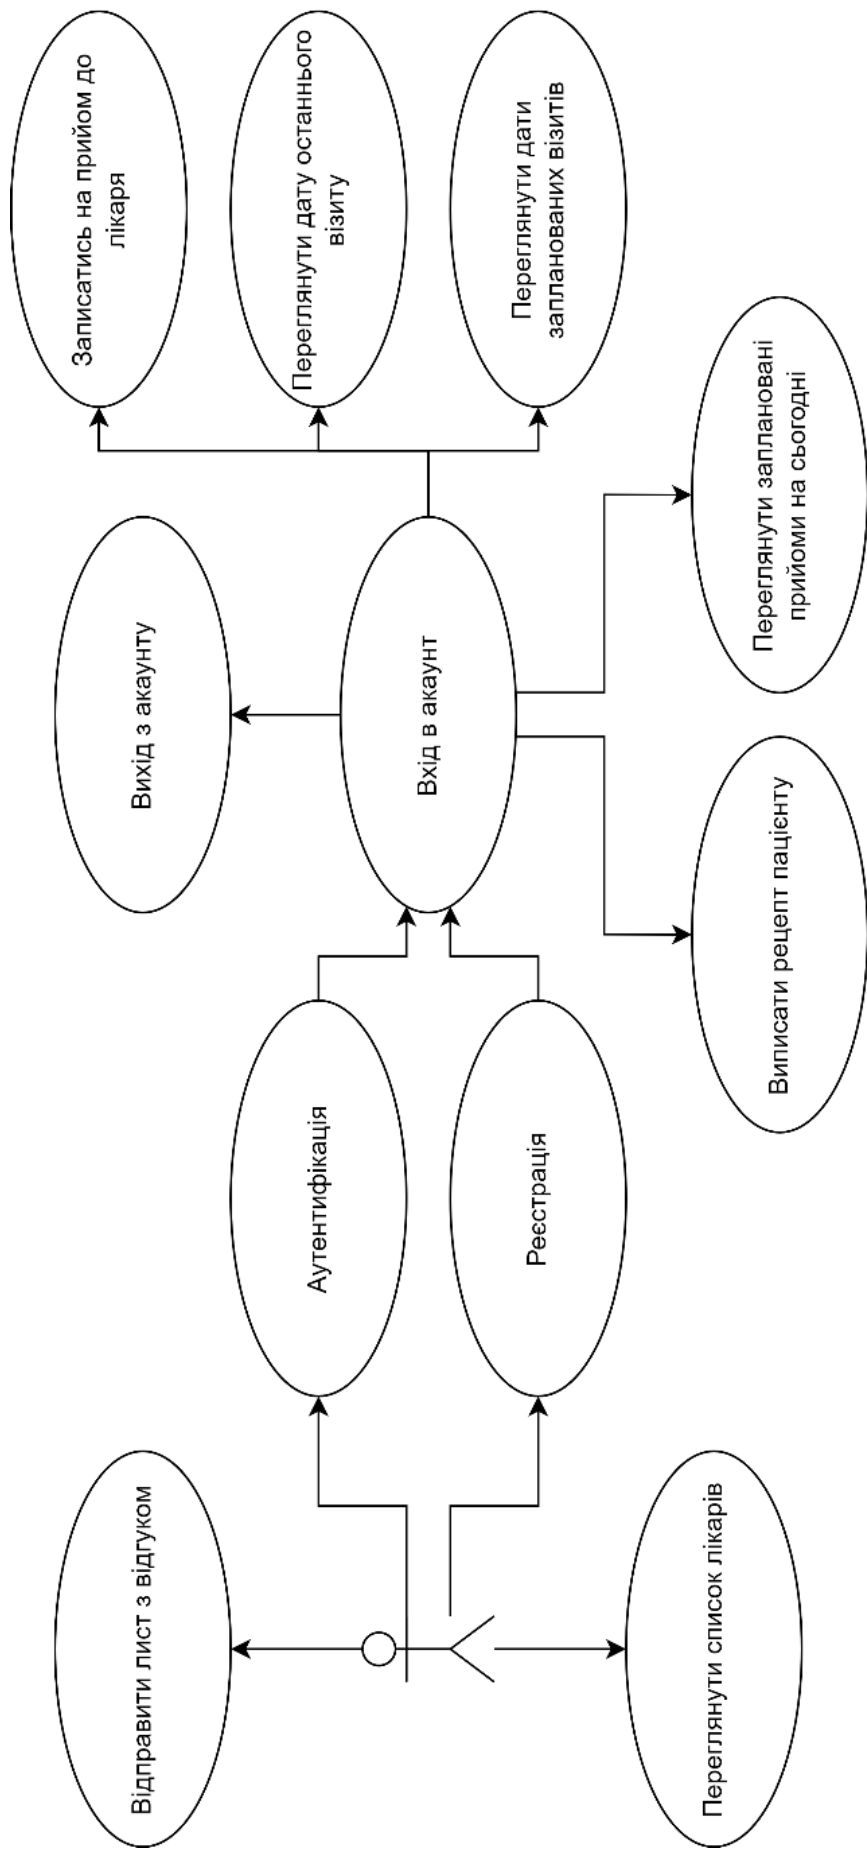 Відправити лист з відгуком
Переглянути список лікарів
Аутентифікація
Реєстрація
Вихід з акаунту
Вхід в акаунт
Виписати рецепт пацієнту
Переглянути заплановані
прийоми на сьогодні
Записатись на прийом до
лікаря
Переглянути дату останнього
візиту
Переглянути дати
запланованих візитів